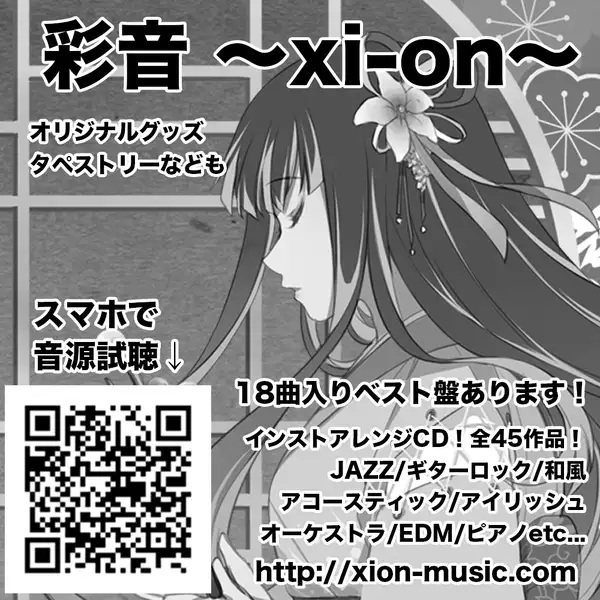 彩音 ～xi-on～
オリジナルグッズ
タペストリーなども
スマホで
音源試聴↓
18曲入りベスト盤あります！
インストアレンジCD！全45作品！
JAZZ/ギターロック/和風
アコースティック/アイリッシュ
オーケストラ/EDM/ピアノetc...
http://xion-music.com